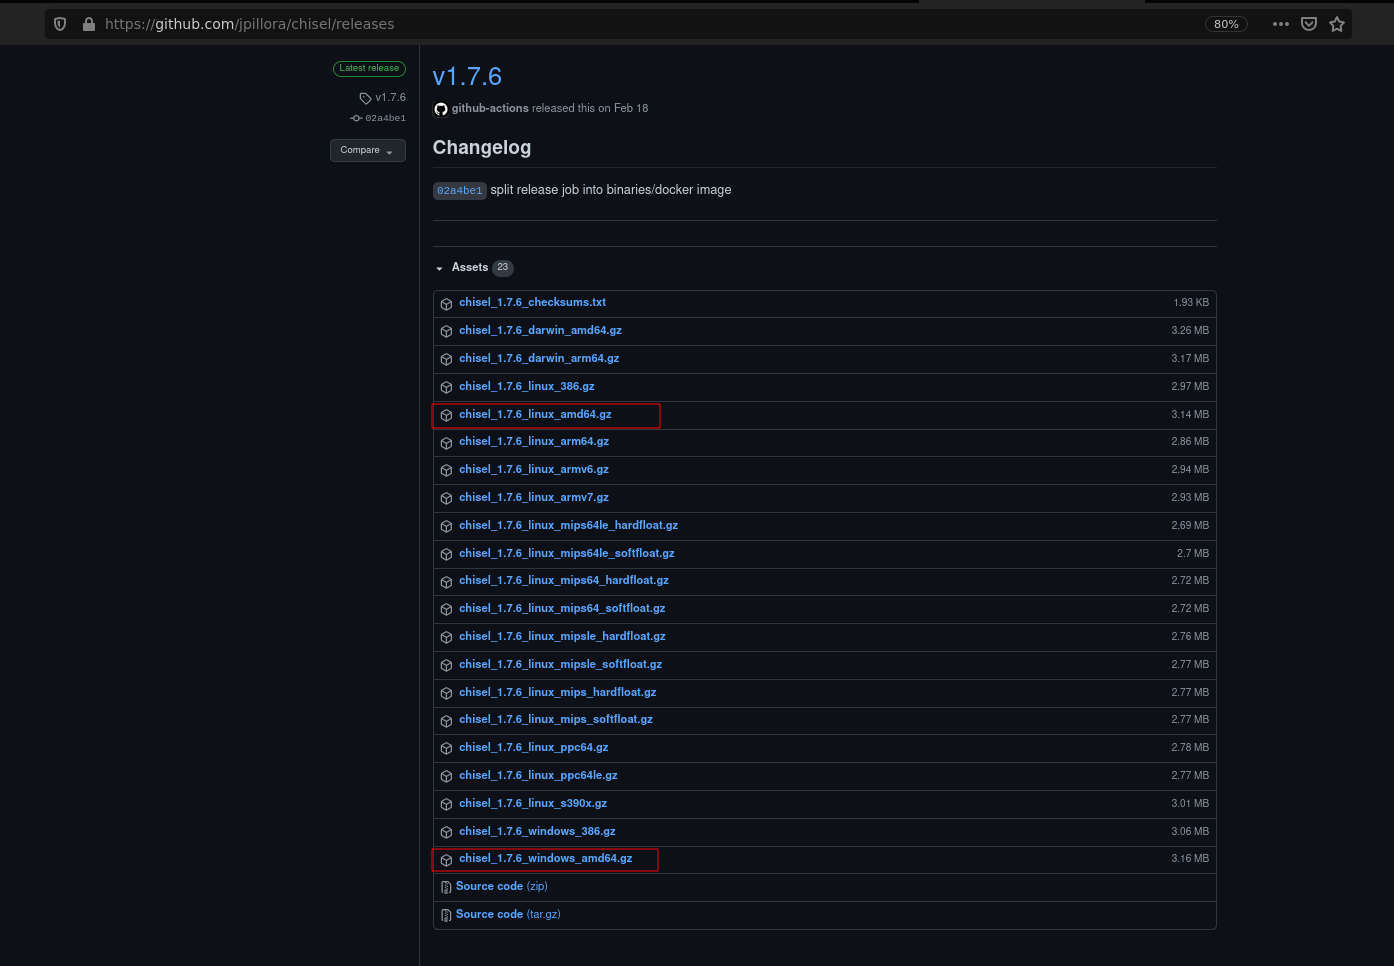 https://github.com/jpillora/chisel/releases
80%
Latest release
v1.7.6
02a4be1
Compare
v1.7.6
github-actions released this on Feb 18
Changelog
02a4be1 split release job into binaries/docker image
Assets 23
chisel_1.7.6_checksums.txt 1.93 KB
chisel_1.7.6_darwin_amd64.gz 3.26 MB
chisel_1.7.6_darwin_arm64.gz 3.17 MB
chisel_1.7.6_linux_386.gz 2.97 MB
chisel_1.7.6_linux_amd64.gz 3.14 MB
chisel_1.7.6_linux_arm64.gz 2.86 MB
chisel_1.7.6_linux_armv6.gz 2.94 MB
chisel_1.7.6_linux_armv7.gz 2.93 MB
chisel_1.7.6_linux_mips64le_hardfloat.gz 2.69 MB
chisel_1.7.6_linux_mips64le_softfloat.gz 2.7 MB
chisel_1.7.6_linux_mips64_hardfloat.gz 2.72 MB
chisel_1.7.6_linux_mips64_softfloat.gz 2.72 MB
chisel_1.7.6_linux_mipsle_hardfloat.gz 2.76 MB
chisel_1.7.6_linux_mipsle_softfloat.gz 2.77 MB
chisel_1.7.6_linux_mips_hardfloat.gz 2.77 MB
chisel_1.7.6_linux_mips_softfloat.gz 2.77 MB
chisel_1.7.6_linux_ppc64.gz 2.78 MB
chisel_1.7.6_linux_ppc64le.gz 2.77 MB
chisel_1.7.6_linux_s390x.gz 3.01 MB
chisel_1.7.6_windows_386.gz 3.06 MB
chisel_1.7.6_windows_amd64.gz 3.16 MB
Source code (zip)
Source code (tar.gz)